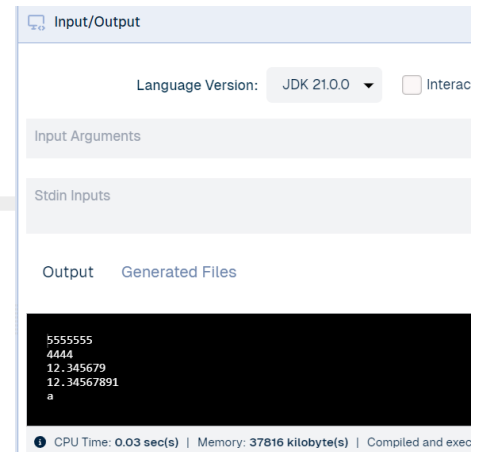 Input/Output
Language Version: JDK 21.0.0 Interac
Input Arguments
Stdin Inputs
Output Generated Files
5555555
4444
12.345679
12.34567891
a
CPU Time: 0.03 sec(s) | Memory: 37816 kilobyte(s) | Compiled and exec